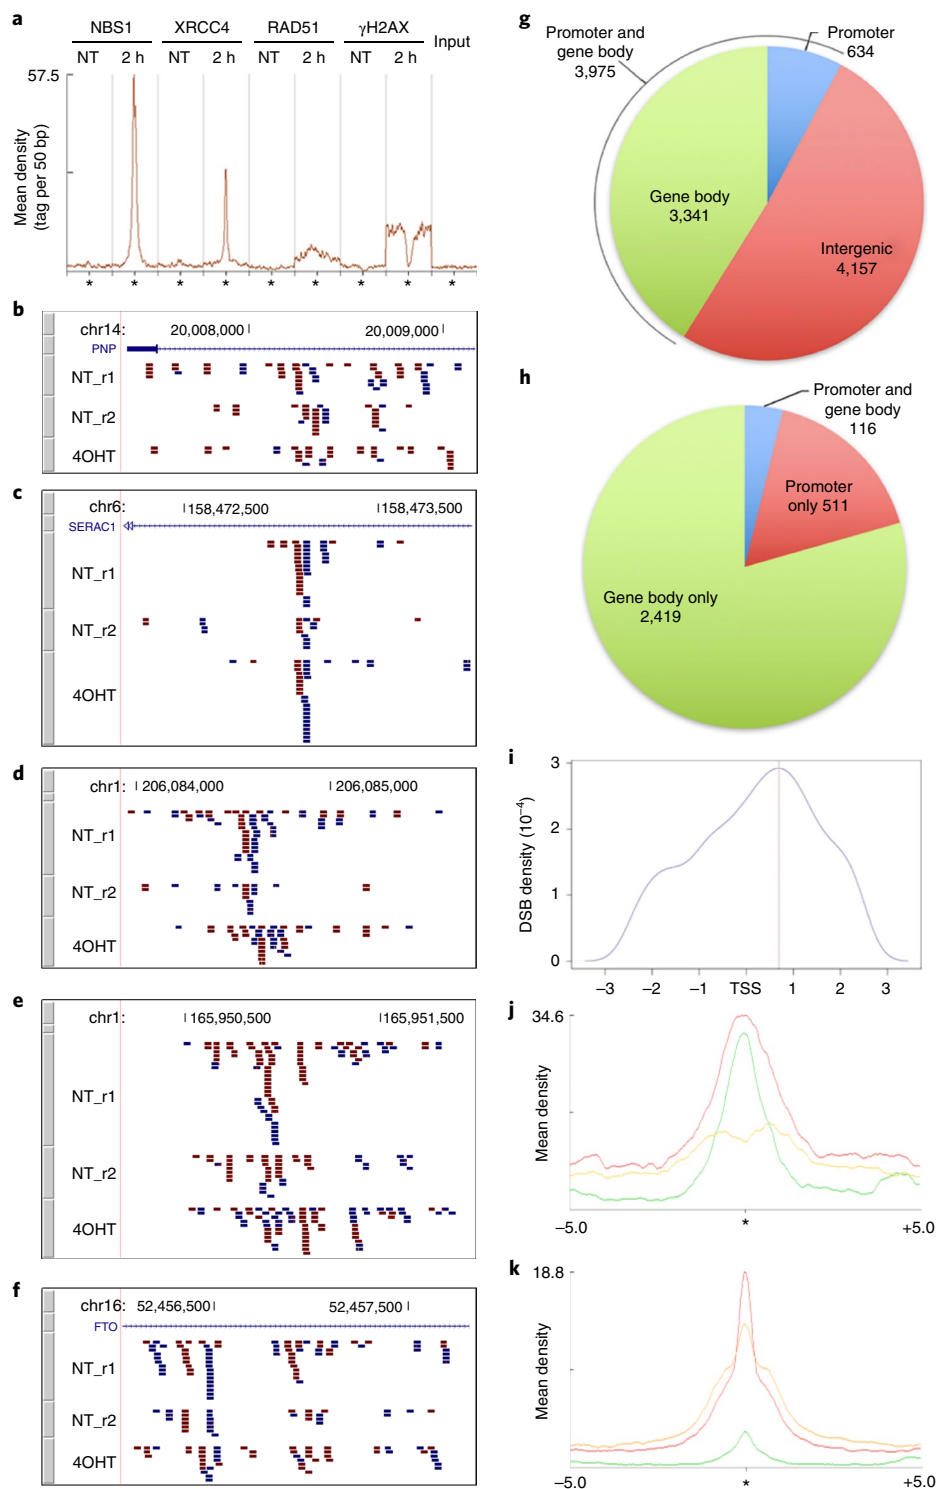 a
NBS1 XRCC4 RAD51 γH2AX Input
NT 2 h NT 2 h NT 2 h NT 2 h
57.5
Mean density
(tag per 50 bp)
* * * * * * * * *
b
chr14: 20,008,000 20,009,000
PNP
NT_r1
NT_r2
4OHT
c
chr6: 158,472,500 158,473,500
SERAC1
NT_r1
NT_r2
4OHT
d
chr1: 206,084,000 206,085,000
NT_r1
NT_r2
4OHT
e
chr1: 165,950,500 165,951,500
NT_r1
NT_r2
4OHT
f
chr16: 52,456,500 52,457,500
FTO
NT_r1
NT_r2
4OHT
g
Promoter and
gene body
3,975
Promoter
634
Gene body
3,341
Intergenic
4,157
h
Promoter and
gene body
116
Promoter
only 511
Gene body only
2,419
i
DSB density (10⁻⁴)
3
2
1
0
−3 −2 −1 TSS 1 2 3
j
34.6
Mean density
−5.0 * +5.0
k
18.8
Mean density
−5.0 * +5.0